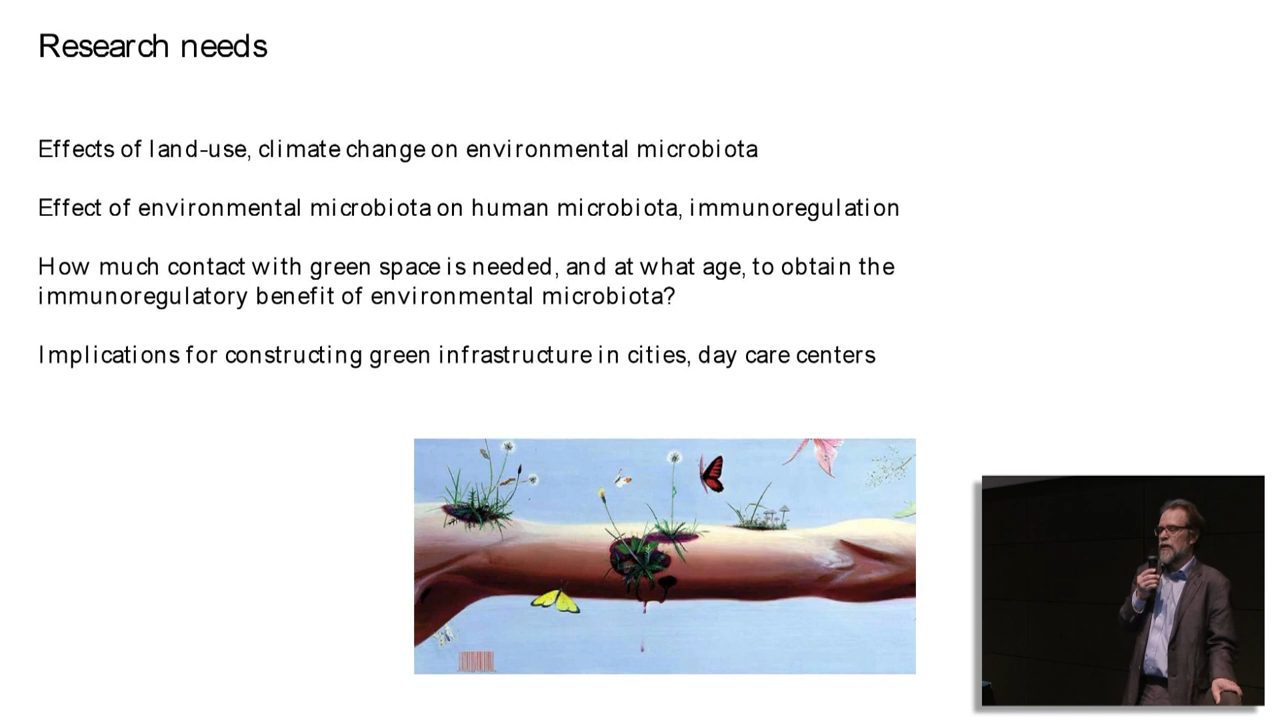 Research needs
Effects of land-use, climate change on environmental microbiota
Effect of environmental microbiota on human microbiota, immunoregulation
How much contact with green space is needed, and at what age, to obtain the
immunoregulatory benefit of environmental microbiota?
Implications for constructing green infrastructure in cities, day care centers